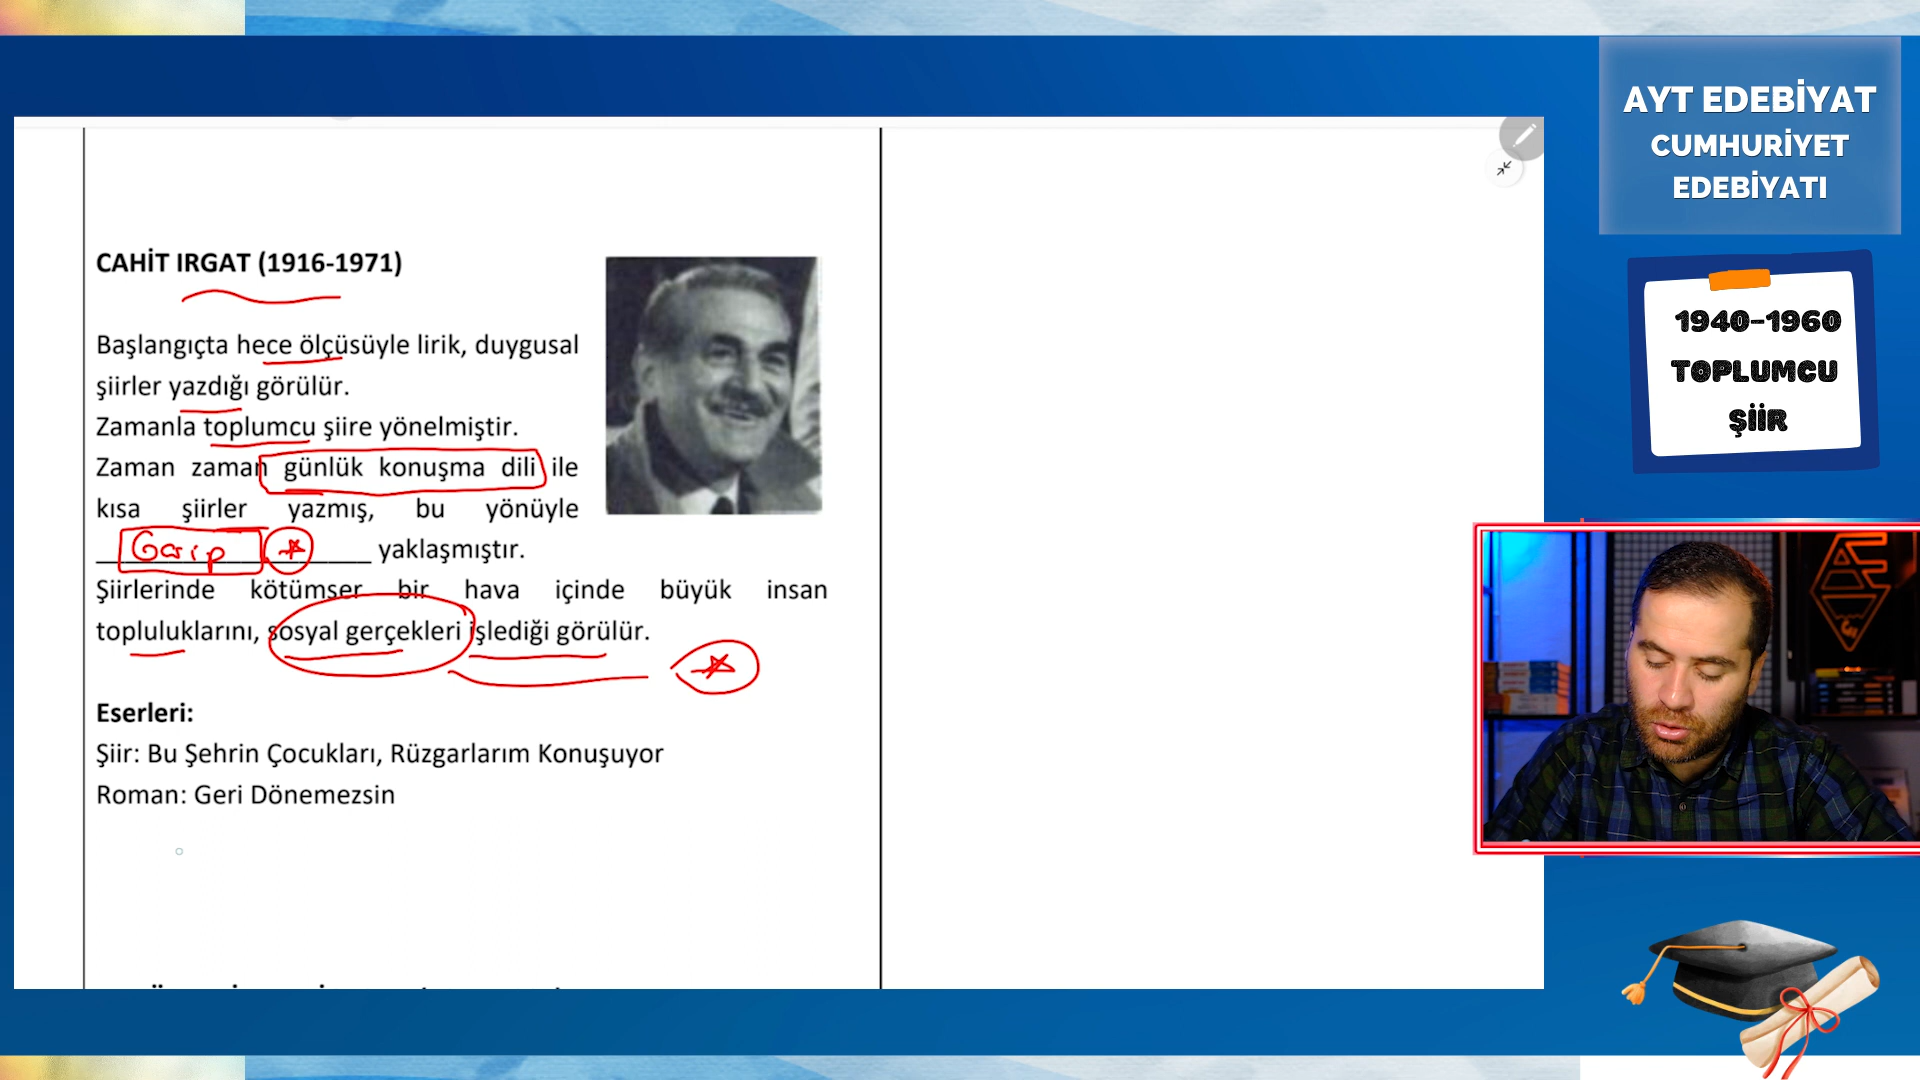 AYT EDEBİYAT
CUMHURİYET
EDEBİYATI
1940-1960
TOPLUMCU
ŞİİR
CAHİT IRGAT (1916-1971)
Başlangıçta hece ölçüsüyle lirik, duygusal
şiirler yazdığı görülür.
Zamanla toplumcu şiire yönelmiştir.
Zaman zaman günlük konuşma dili ile
kısa şiirler yazmış, bu yönüyle
Garip yaklaşmıştır.
Şiirlerinde kötümser bir hava içinde büyük insan
topluluklarını, sosyal gerçekleri işlediği görülür.
Eserleri:
Şiir: Bu Şehrin Çocukları, Rüzgarlarım Konuşuyor
Roman: Geri Dönemezsin